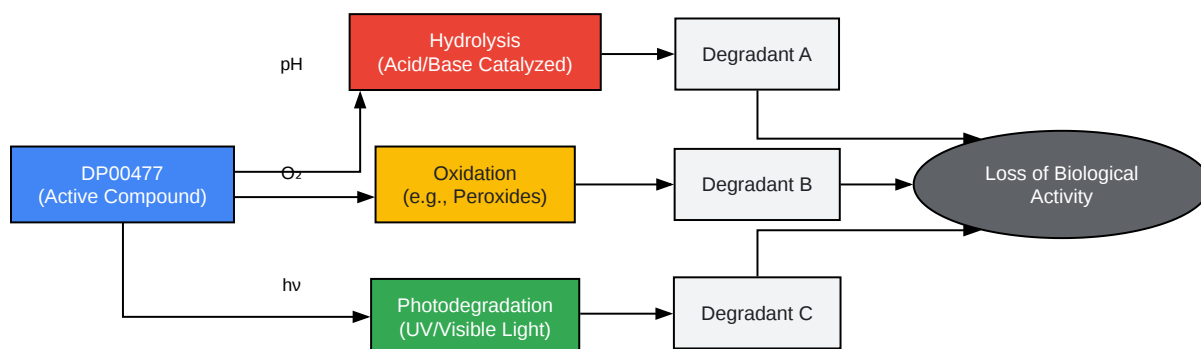 pH
Hydrolysis
(Acid/Base Catalyzed)
Degradant A
DP00477
(Active Compound)
O₂
Oxidation
(e.g., Peroxides)
Degradant B
Loss of Biological
Activity
hν
Photodegradation
(UV/Visible Light)
Degradant C